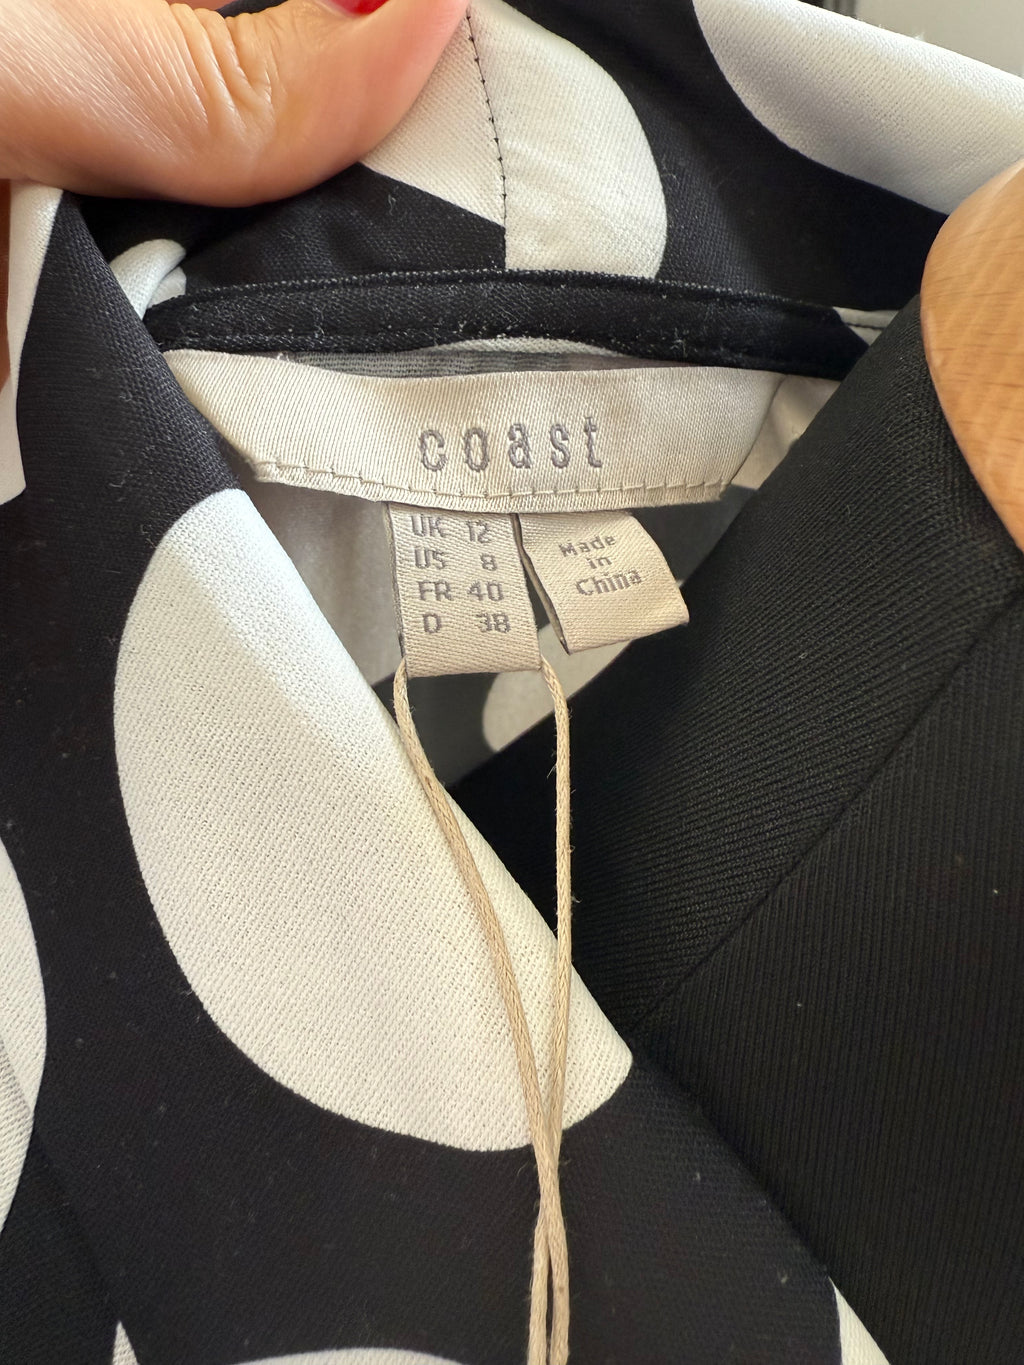 coast
UK 12
US 8
FR 40
D 38
Made
in
China